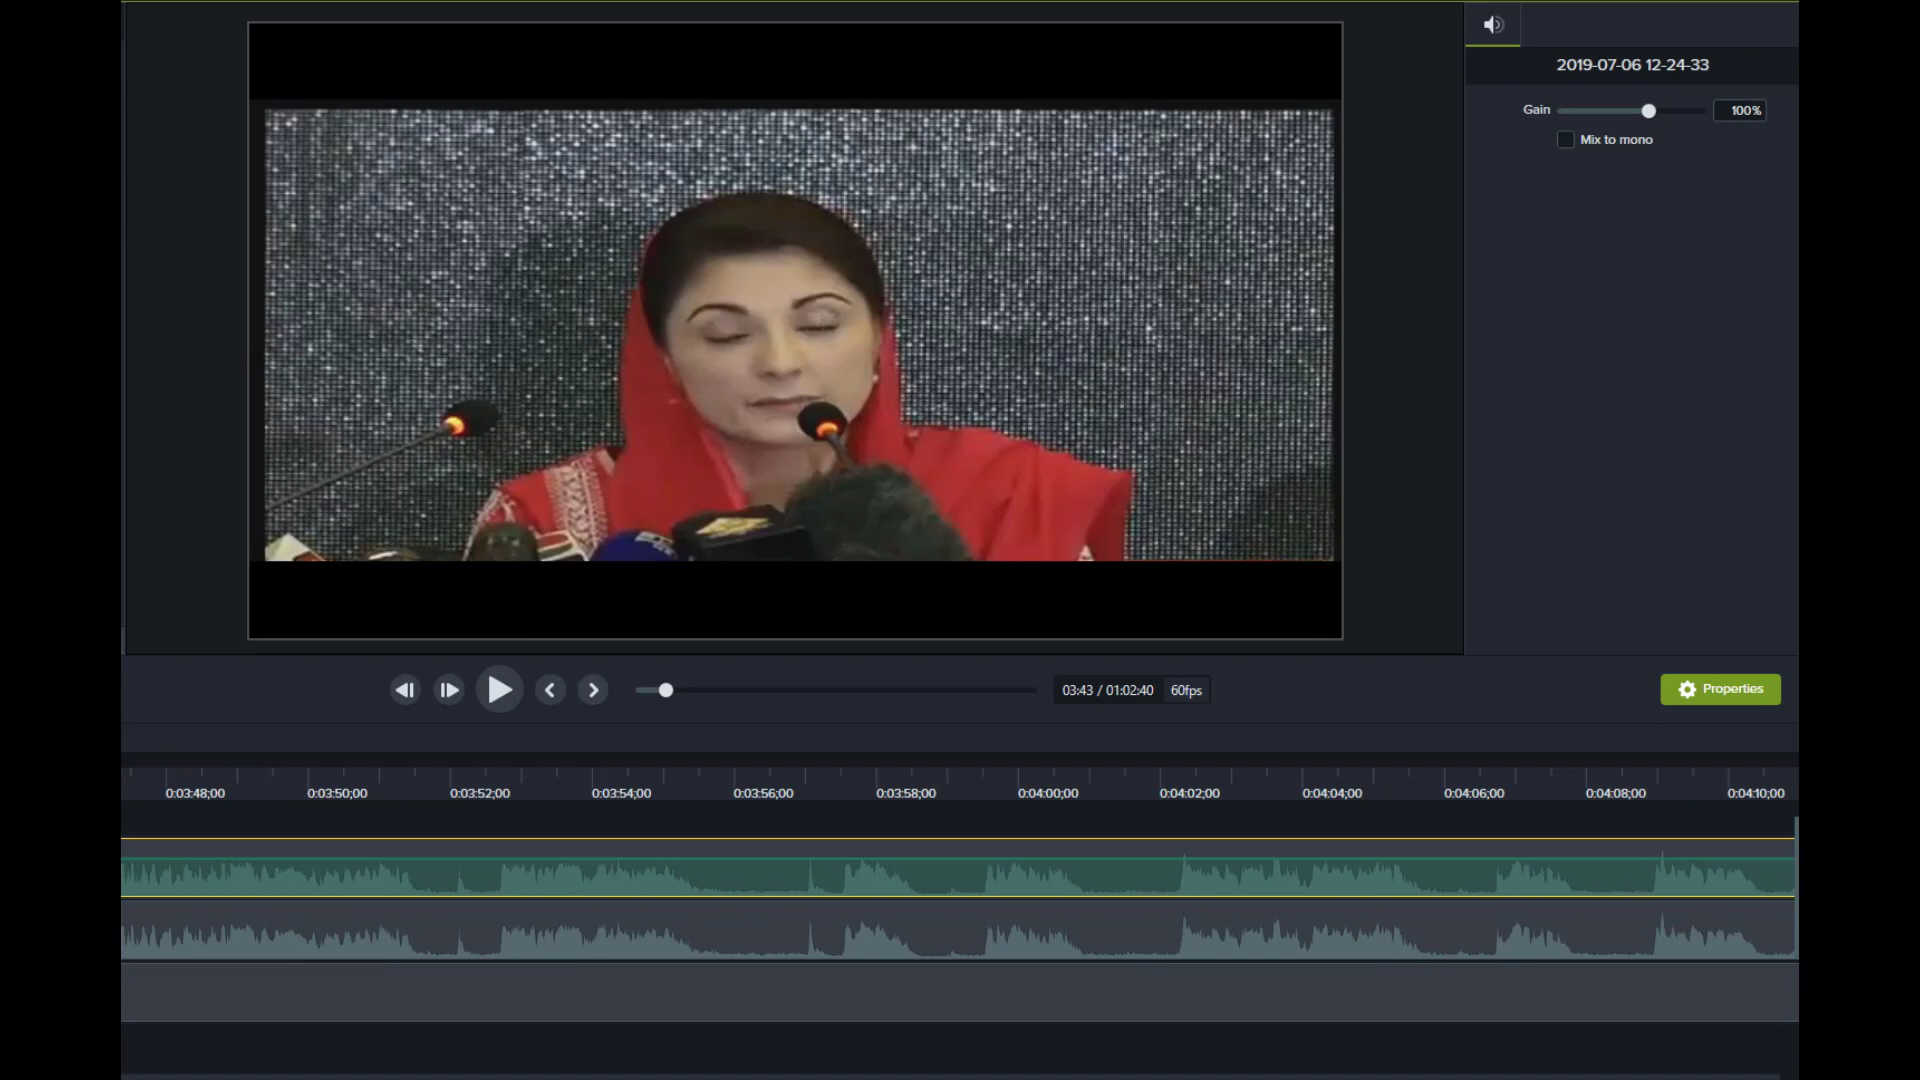 2019-07-06 12-24-33
Gain 100%
Mix to mono
03:43 / 01:02:40 60fps
Properties
0:03:48;00 0:03:50;00 0:03:52;00 0:03:54;00 0:03:56;00 0:03:58;00 0:04:00;00 0:04:02;00 0:04:04;00 0:04:06;00 0:04:08;00 0:04:10;00